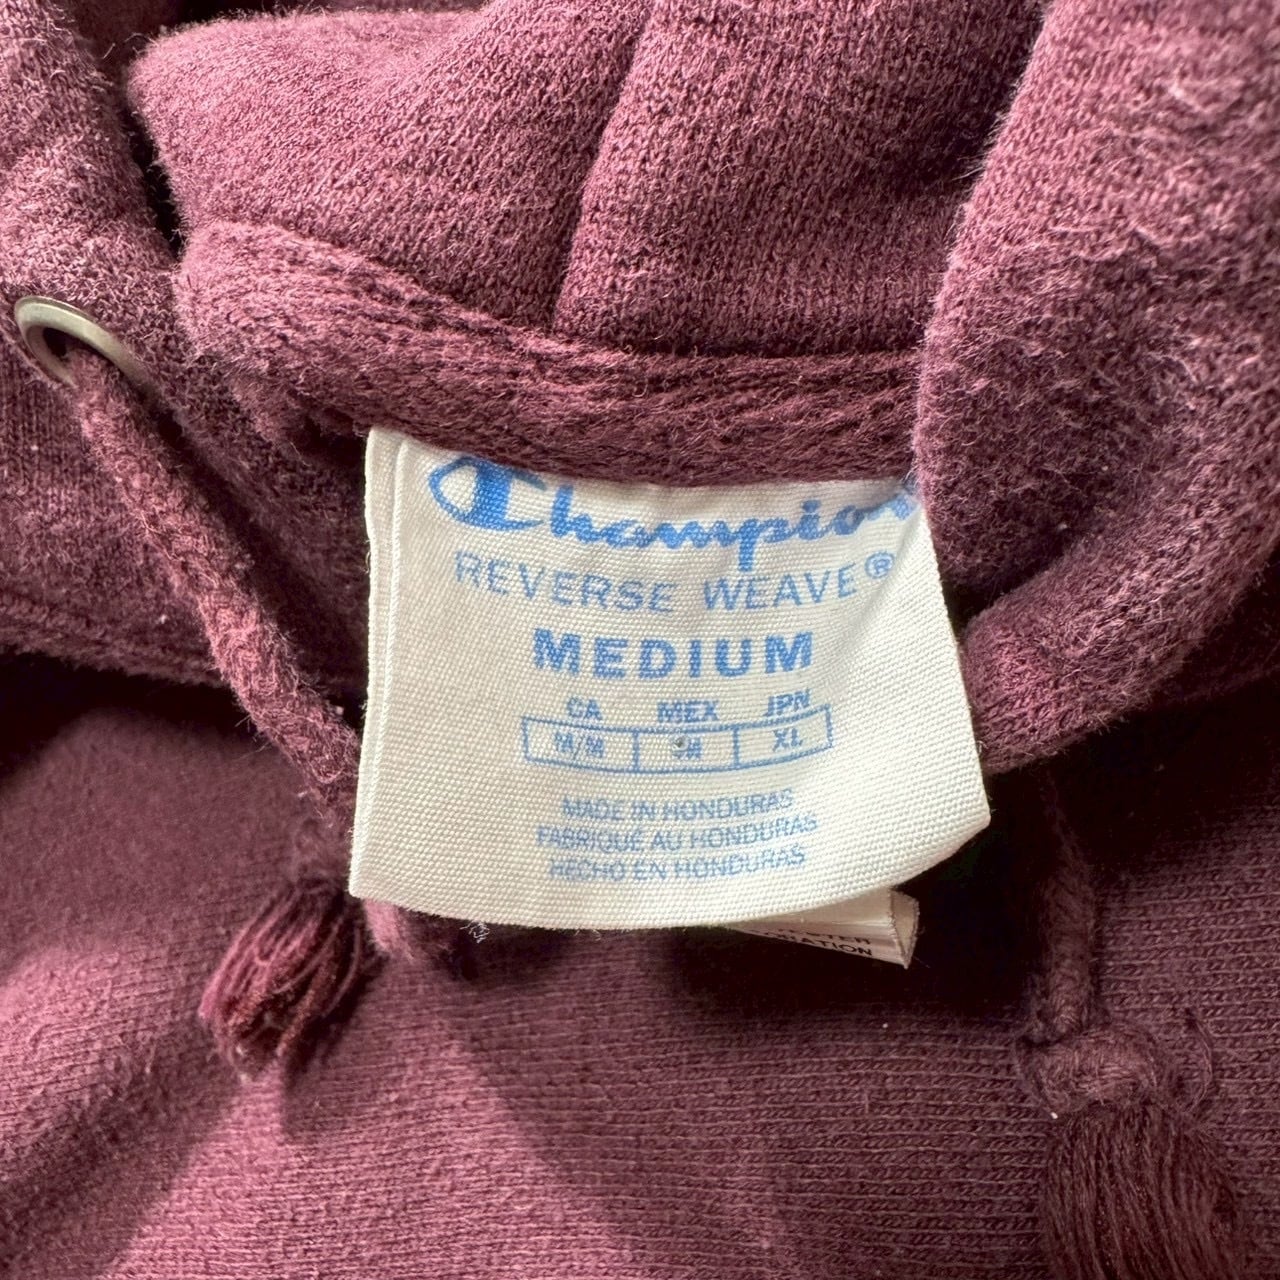 Champion
REVERSE WEAVE®
MEDIUM
CA MEX JPN
M/M M XL
MADE IN HONDURAS
FABRIQUÉ AU HONDURAS
HECHO EN HONDURAS